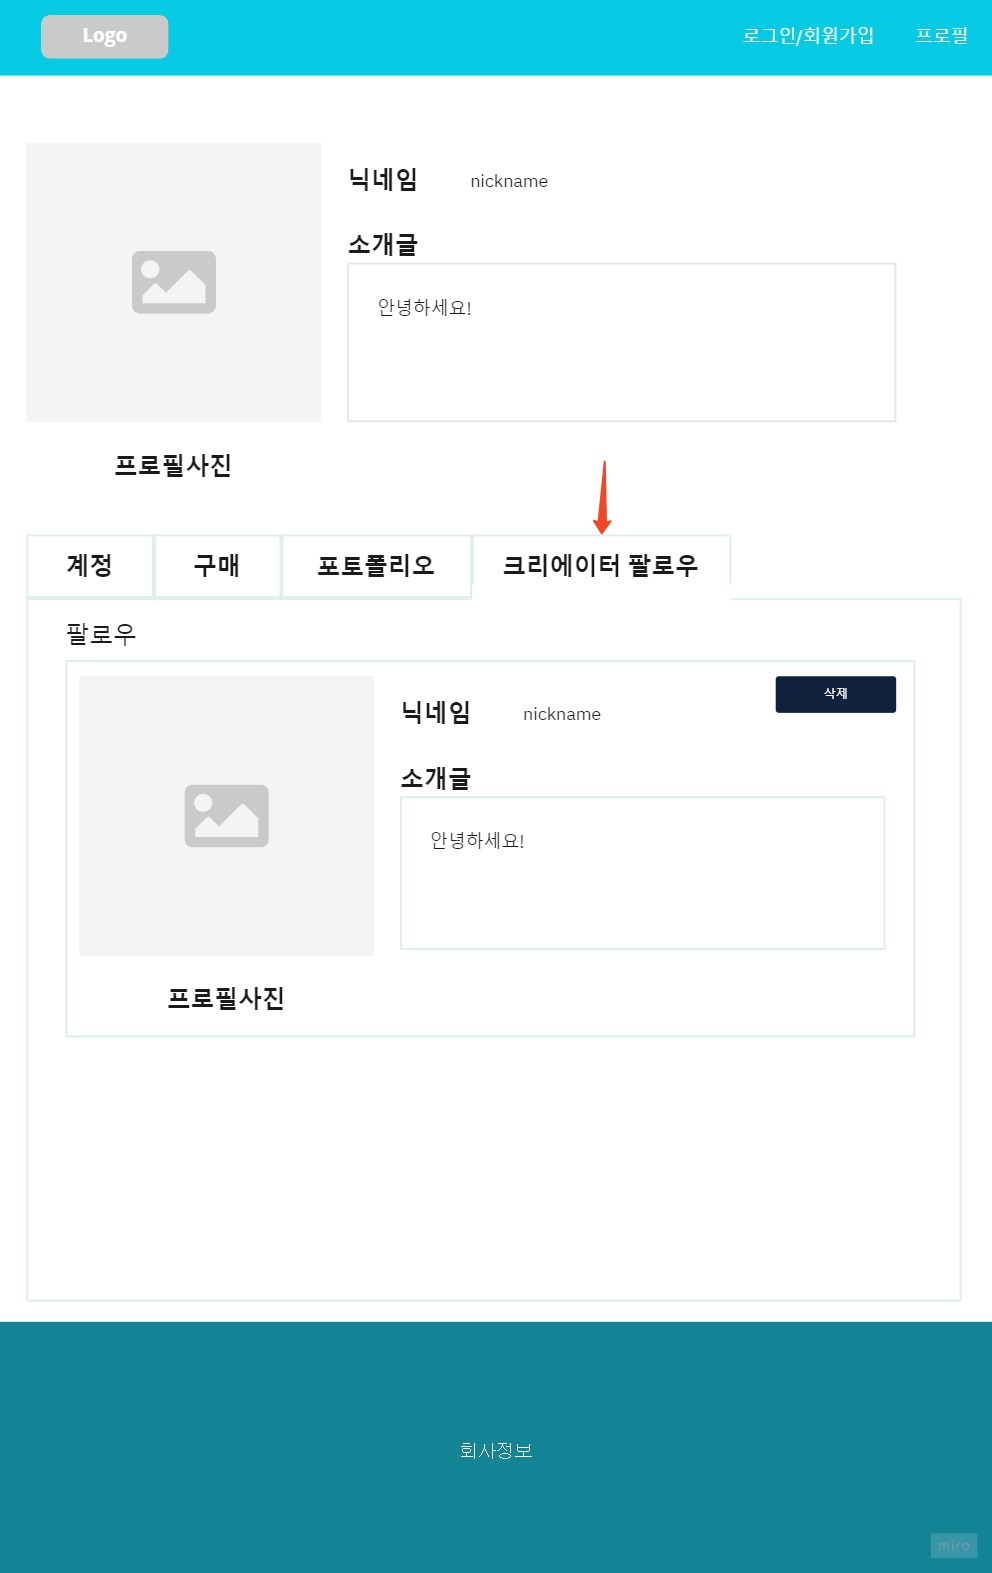 Logo
로그인/회원가입 프로필
닉네임 nickname
소개글
안녕하세요!
프로필사진
계정 구매 포토폴리오 크리에이터 팔로우
팔로우
삭제
닉네임 nickname
소개글
안녕하세요!
프로필사진
회사정보
miro